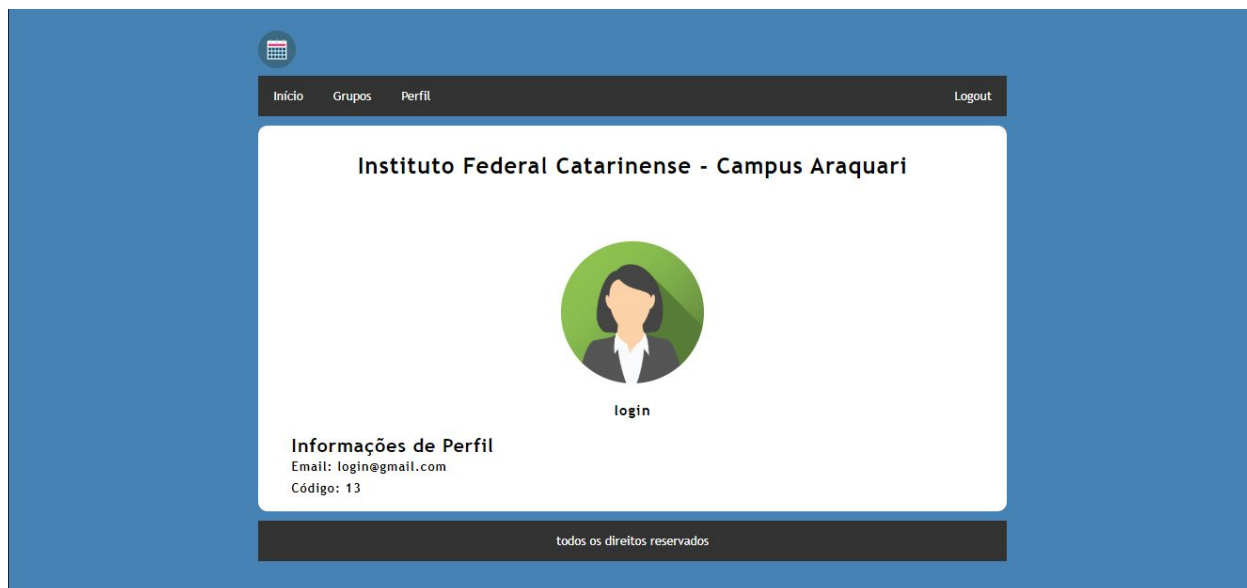 Início Grupos Perfil Logout
Instituto Federal Catarinense - Campus Araquari
login
Informações de Perfil
Email: login@gmail.com
Código: 13
todos os direitos reservados